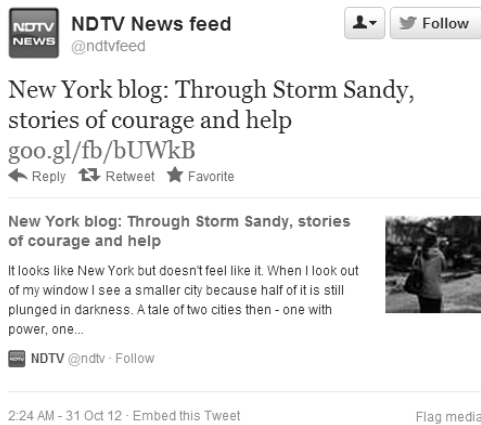 NDTV
NEWS
NDTV News feed
@ndtvfeed
Follow
New York blog: Through Storm Sandy,
stories of courage and help
goo.gl/fb/bUWkB
Reply Retweet Favorite
New York blog: Through Storm Sandy, stories
of courage and help
It looks like New York but doesn't feel like it. When I look out
of my window I see a smaller city because half of it is still
plunged in darkness. A tale of two cities then - one with
power, one...
NDTV @ndtv · Follow
2:24 AM - 31 Oct 12 · Embed this Tweet
Flag media